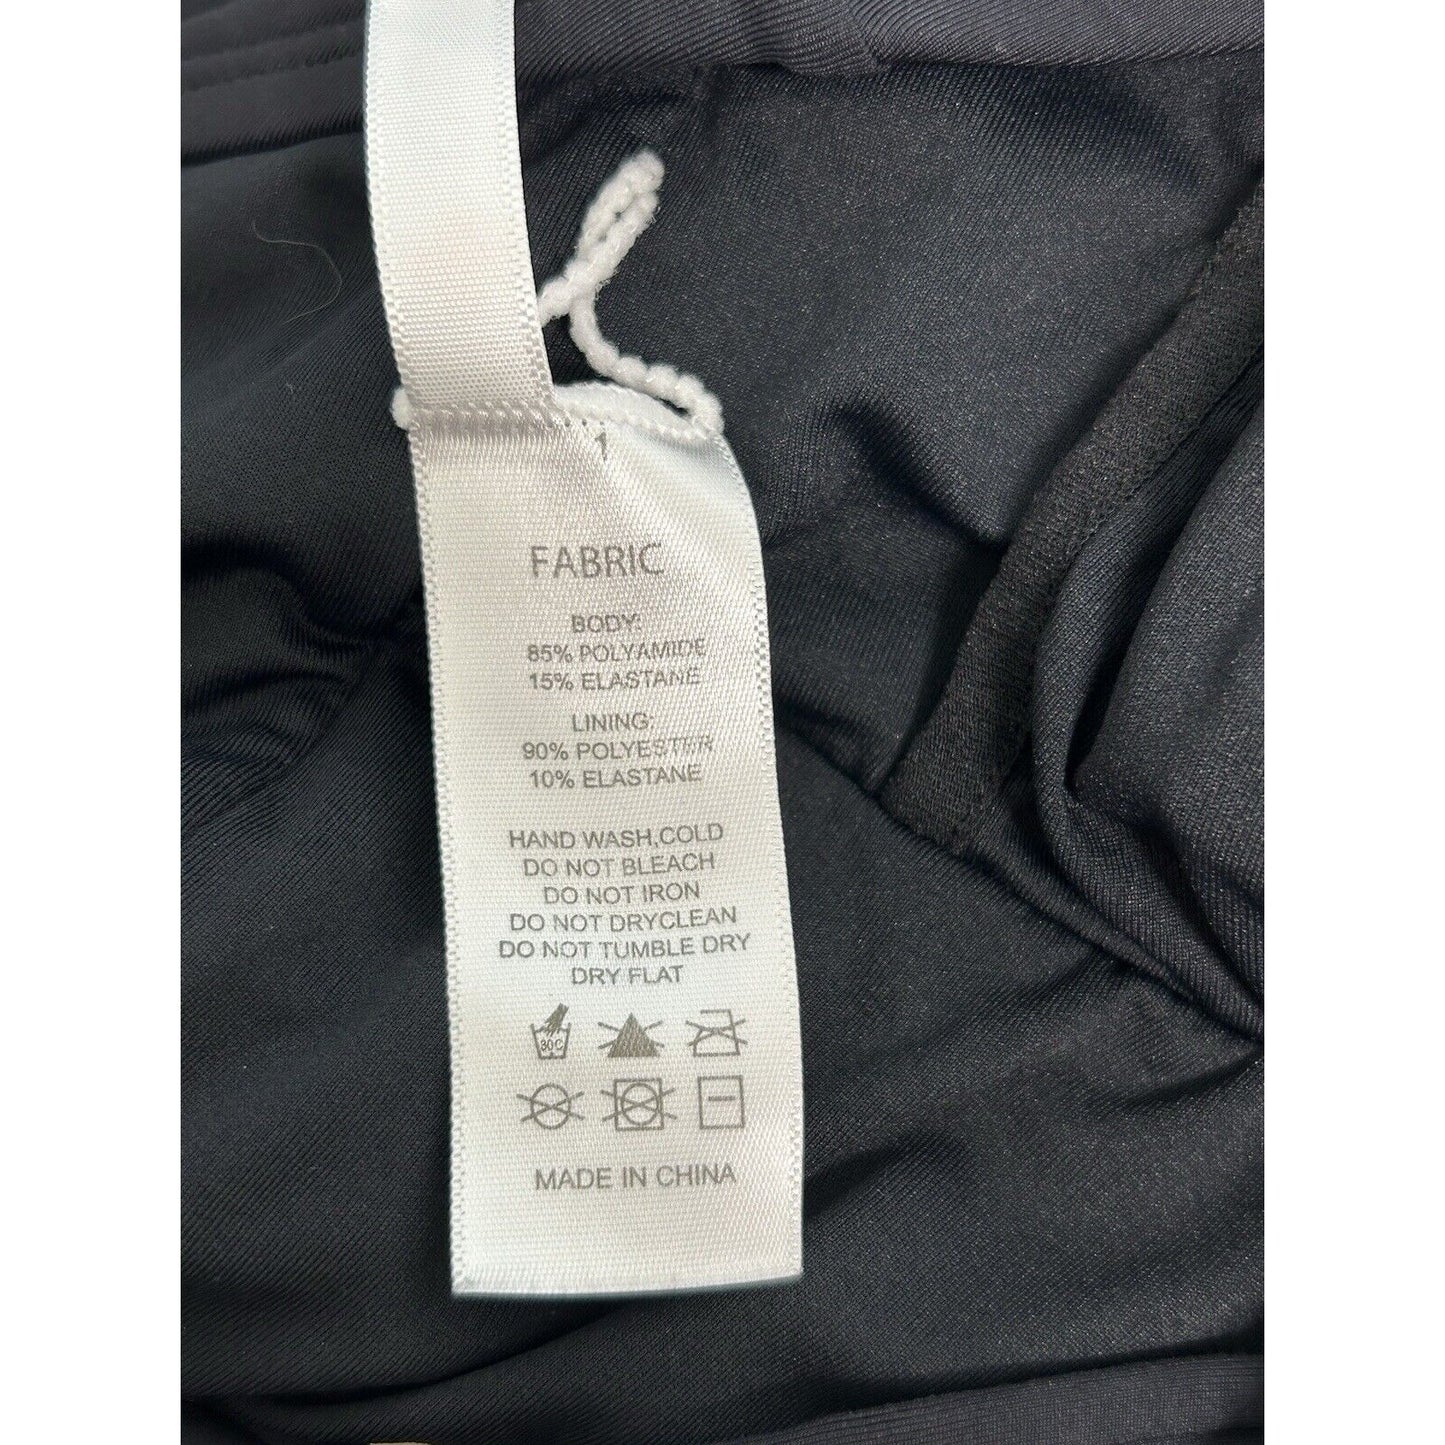 1
FABRIC
BODY:
85% POLYAMIDE
15% ELASTANE
LINING:
90% POLYESTER
10% ELASTANE
HAND WASH,COLD
DO NOT BLEACH
DO NOT IRON
DO NOT DRYCLEAN
DO NOT TUMBLE DRY
DRY FLAT
30C
MADE IN CHINA